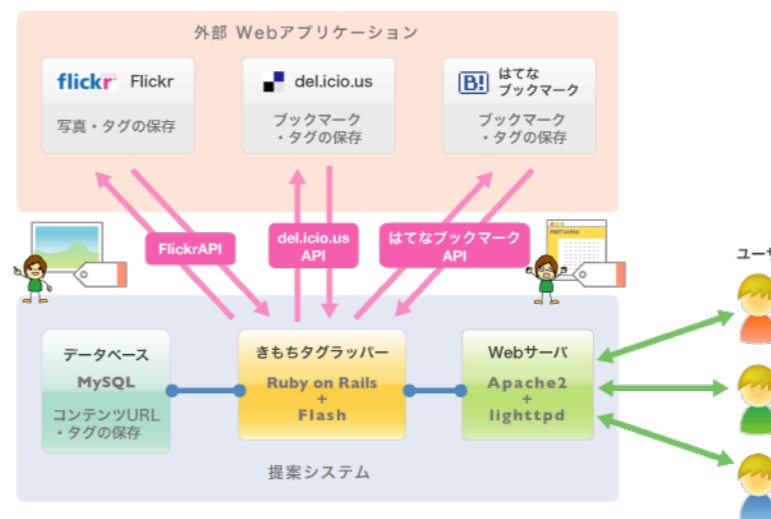 外部 Webアプリケーション
flickr Flickr
写真・タグの保存
del.icio.us
ブックマーク
・タグの保存
B! はてな
ブックマーク
ブックマーク
・タグの保存
FlickrAPI
del.icio.us
API
はてなブックマーク
API
ユーザ
データベース
MySQL
コンテンツURL
・タグの保存
きもちタグラッパー
Ruby on Rails
+
Flash
Webサーバ
Apache2
+
lighttpd
提案システム